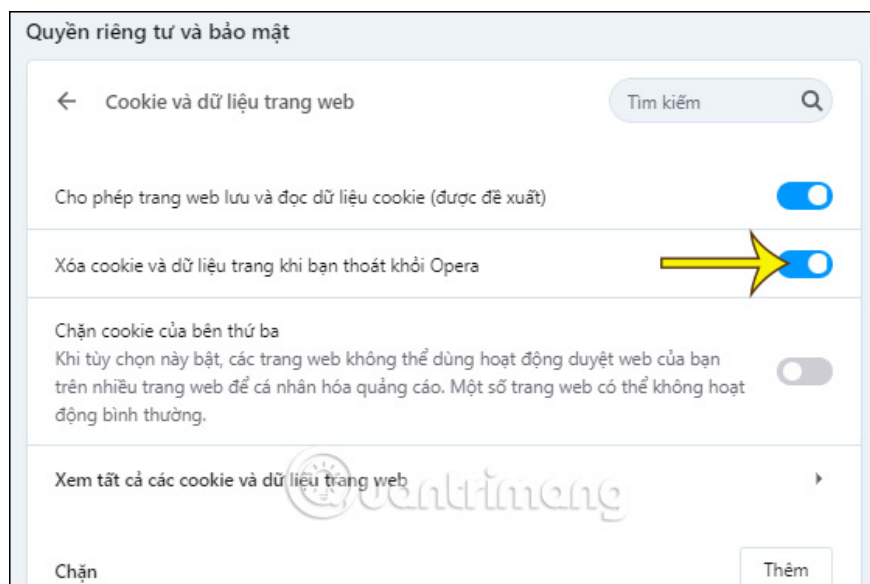 Quyền riêng tư và bảo mật
Cookie và dữ liệu trang web
Tìm kiếm
Cho phép trang web lưu và đọc dữ liệu cookie (được đề xuất)
Xóa cookie và dữ liệu trang khi bạn thoát khỏi Opera
Chặn cookie của bên thứ ba
Khi tùy chọn này bật, các trang web không thể dùng hoạt động duyệt web của bạn
trên nhiều trang web để cá nhân hóa quảng cáo. Một số trang web có thể không hoạt
động bình thường.
Xem tất cả các cookie và dữ liệu trang web
Quantrimang
Chặn
Thêm